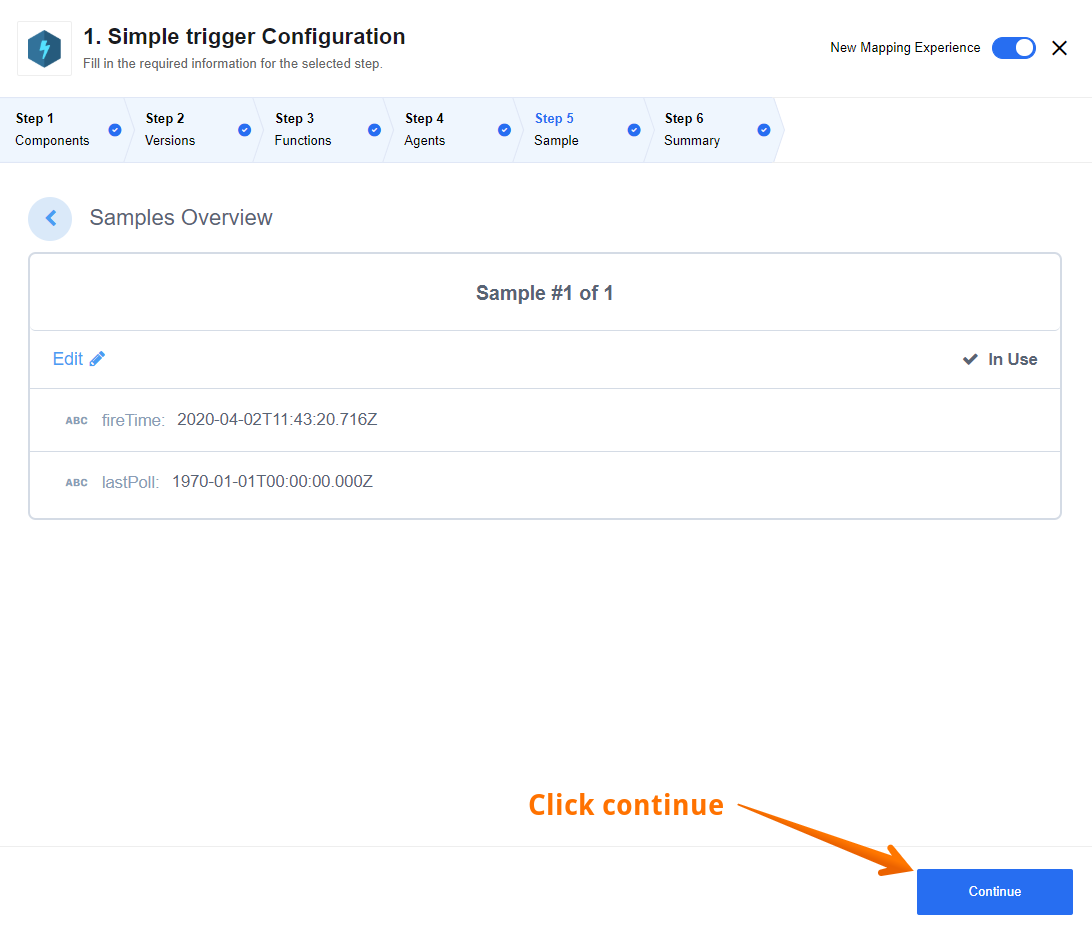 1. Simple trigger Configuration
Fill in the required information for the selected step.
New Mapping Experience
Step 1
Components
Step 2
Versions
Step 3
Functions
Step 4
Agents
Step 5
Sample
Step 6
Summary
Samples Overview
Sample #1 of 1
Edit
In Use
ABC fireTime: 2020-04-02T11:43:20.716Z
ABC lastPoll: 1970-01-01T00:00:00.000Z
Click continue
Continue